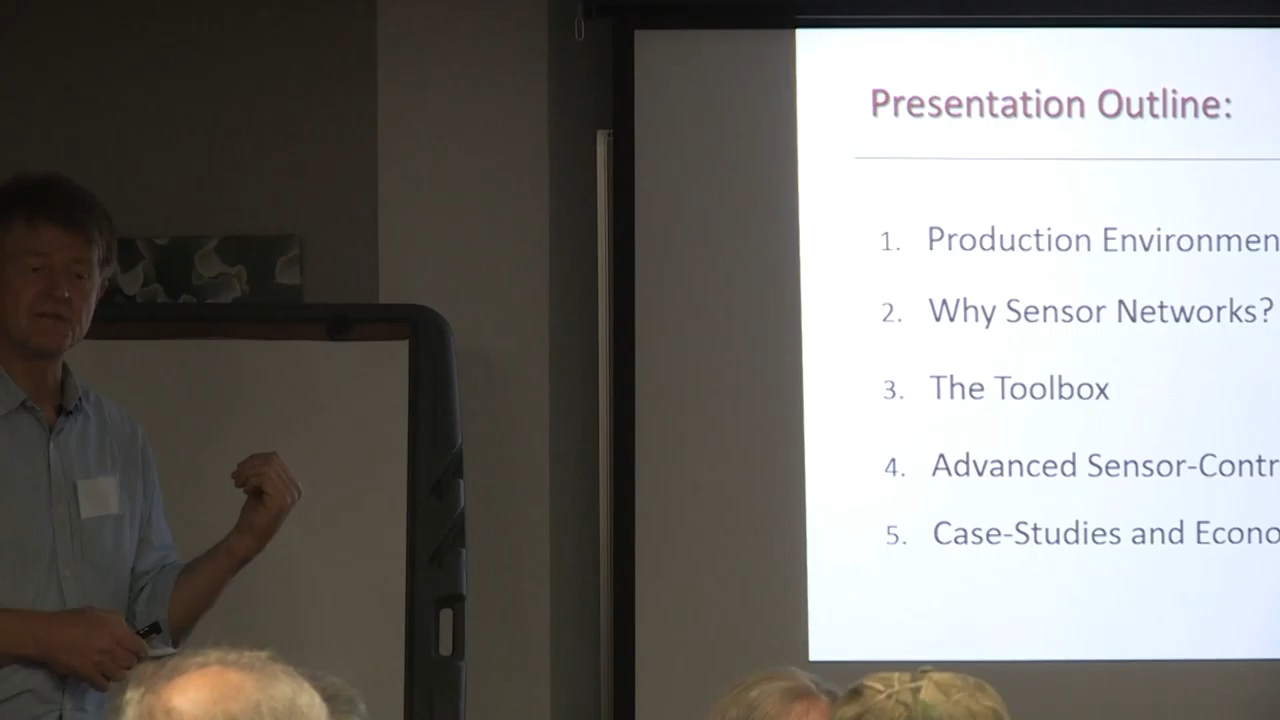 Presentation Outline:
1. Production Environmen
2. Why Sensor Networks?
3. The Toolbox
4. Advanced Sensor-Contr
5. Case-Studies and Econo